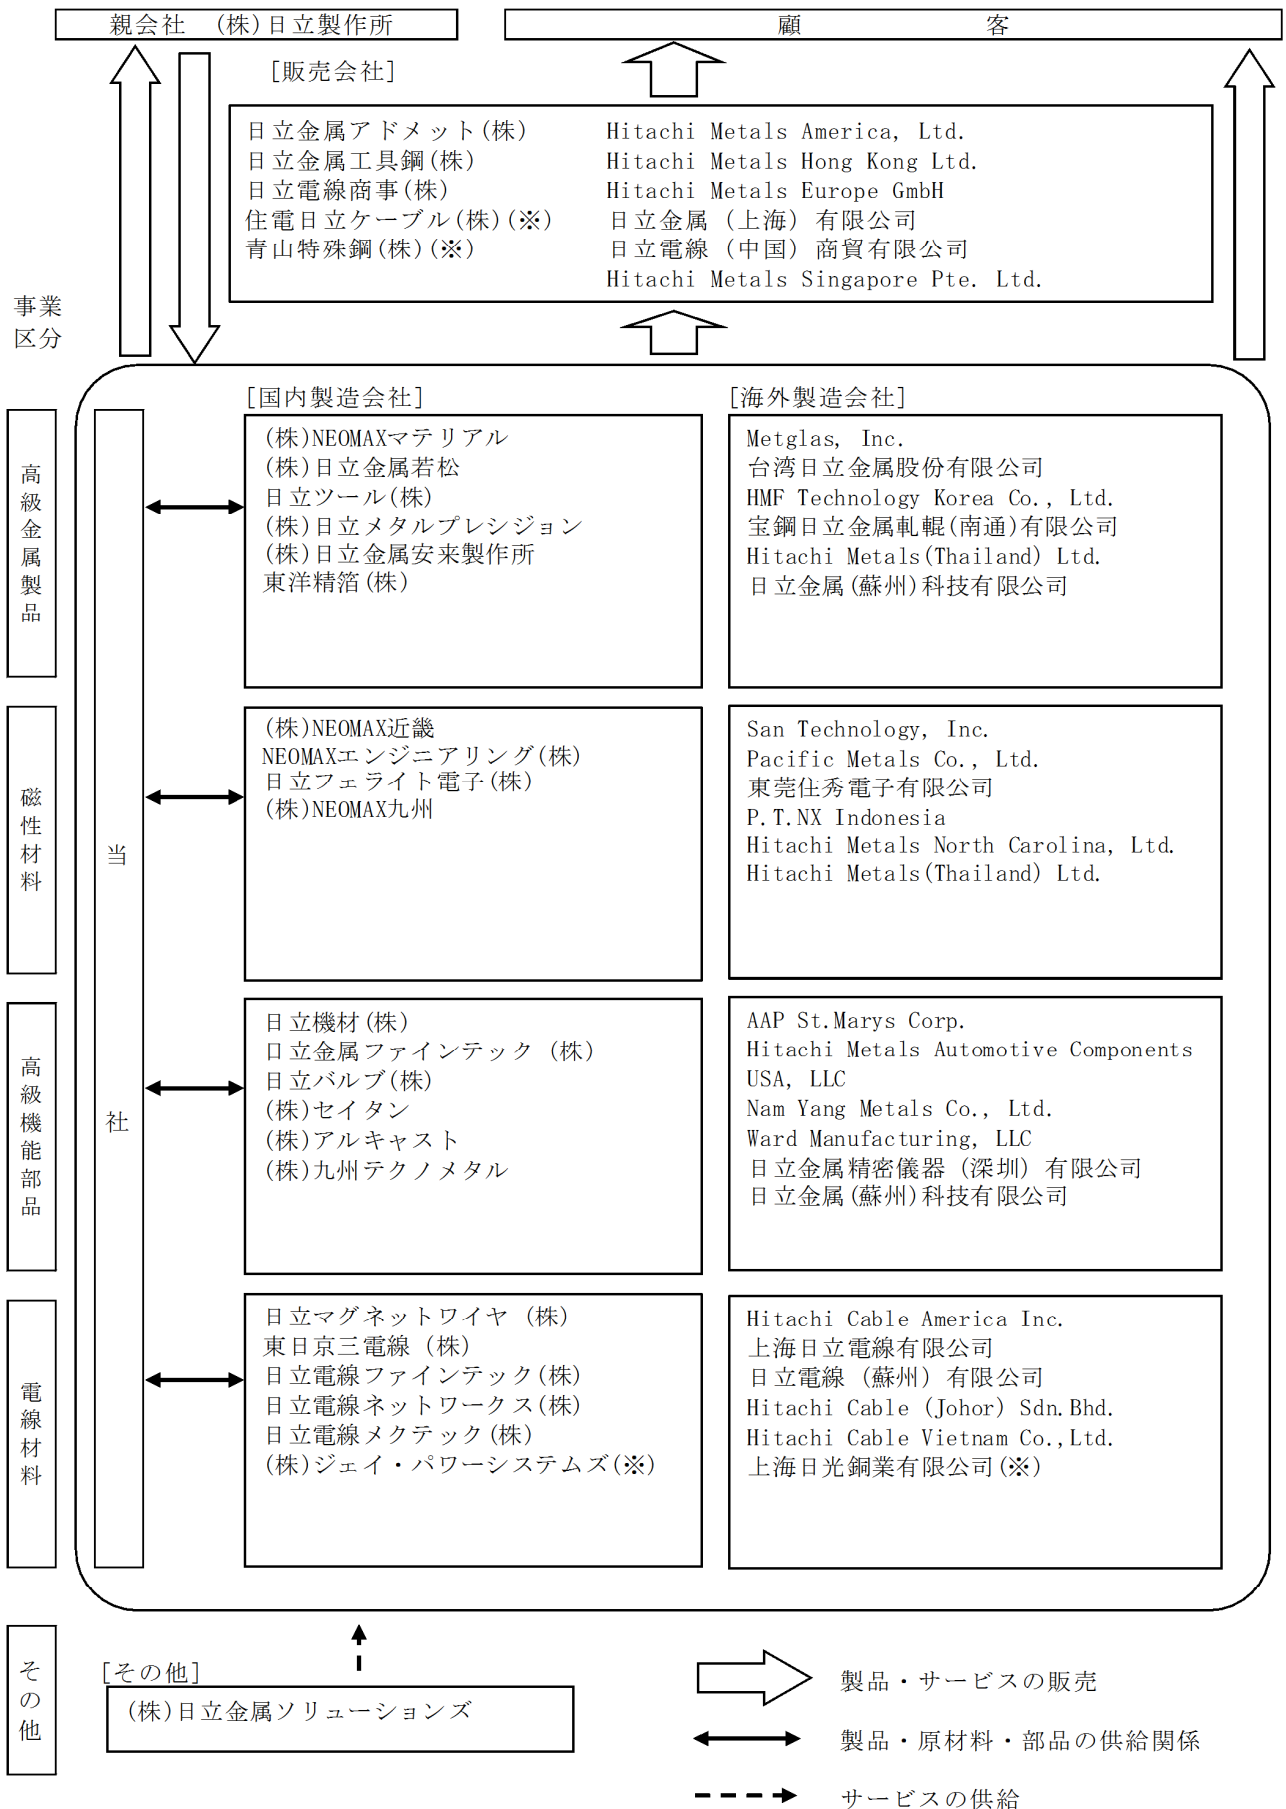 親会社　(株)日立製作所
顧　客
[販売会社]
日立金属アドメット(株)
日立金属工具鋼(株)
日立電線商事(株)
住電日立ケーブル(株)(※)
青山特殊鋼(株)(※)
Hitachi Metals America, Ltd.
Hitachi Metals Hong Kong Ltd.
Hitachi Metals Europe GmbH
日立金属（上海）有限公司
日立電線（中国）商貿有限公司
Hitachi Metals Singapore Pte. Ltd.
事業
区分
[国内製造会社]
[海外製造会社]
高級金属製品
当社
(株)NEOMAXマテリアル
(株)日立金属若松
日立ツール(株)
(株)日立メタルプレシジョン
(株)日立金属安来製作所
東洋精箔(株)
Metglas, Inc.
台湾日立金属股份有限公司
HMF Technology Korea Co., Ltd.
宝鋼日立金属軋輥(南通)有限公司
Hitachi Metals(Thailand) Ltd.
日立金属(蘇州)科技有限公司
磁性材料
(株)NEOMAX近畿
NEOMAXエンジニアリング(株)
日立フェライト電子(株)
(株)NEOMAX九州
San Technology, Inc.
Pacific Metals Co., Ltd.
東莞住秀電子有限公司
P.T.NX Indonesia
Hitachi Metals North Carolina, Ltd.
Hitachi Metals(Thailand) Ltd.
高級機能部品
日立機材(株)
日立金属ファインテック（株)
日立バルブ(株)
(株)セイタン
(株)アルキャスト
(株)九州テクノメタル
AAP St.Marys Corp.
Hitachi Metals Automotive Components
USA, LLC
Nam Yang Metals Co., Ltd.
Ward Manufacturing, LLC
日立金属精密儀器（深圳）有限公司
日立金属(蘇州)科技有限公司
電線材料
日立マグネットワイヤ（株)
東日京三電線（株)
日立電線ファインテック(株)
日立電線ネットワークス(株)
日立電線メクテック(株)
(株)ジェイ・パワーシステムズ(※)
Hitachi Cable America Inc.
上海日立電線有限公司
日立電線（蘇州）有限公司
Hitachi Cable (Johor) Sdn.Bhd.
Hitachi Cable Vietnam Co.,Ltd.
上海日光銅業有限公司(※)
その他
[その他]
(株)日立金属ソリューションズ
製品・サービスの販売
製品・原材料・部品の供給関係
サービスの供給